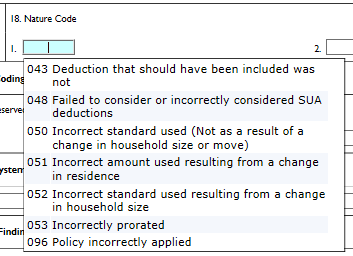 18. Nature Code
1.
2.
oding
043 Deduction that should have been included was
not
048 Failed to consider or incorrectly considered SUA
deductions
eserve
050 Incorrect standard used (Not as a result of a
change in household size or move)
051 Incorrect amount used resulting from a change
in residence
ystem
052 Incorrect standard used resulting from a change
in household size
053 Incorrectly prorated
Findin
096 Policy incorrectly applied